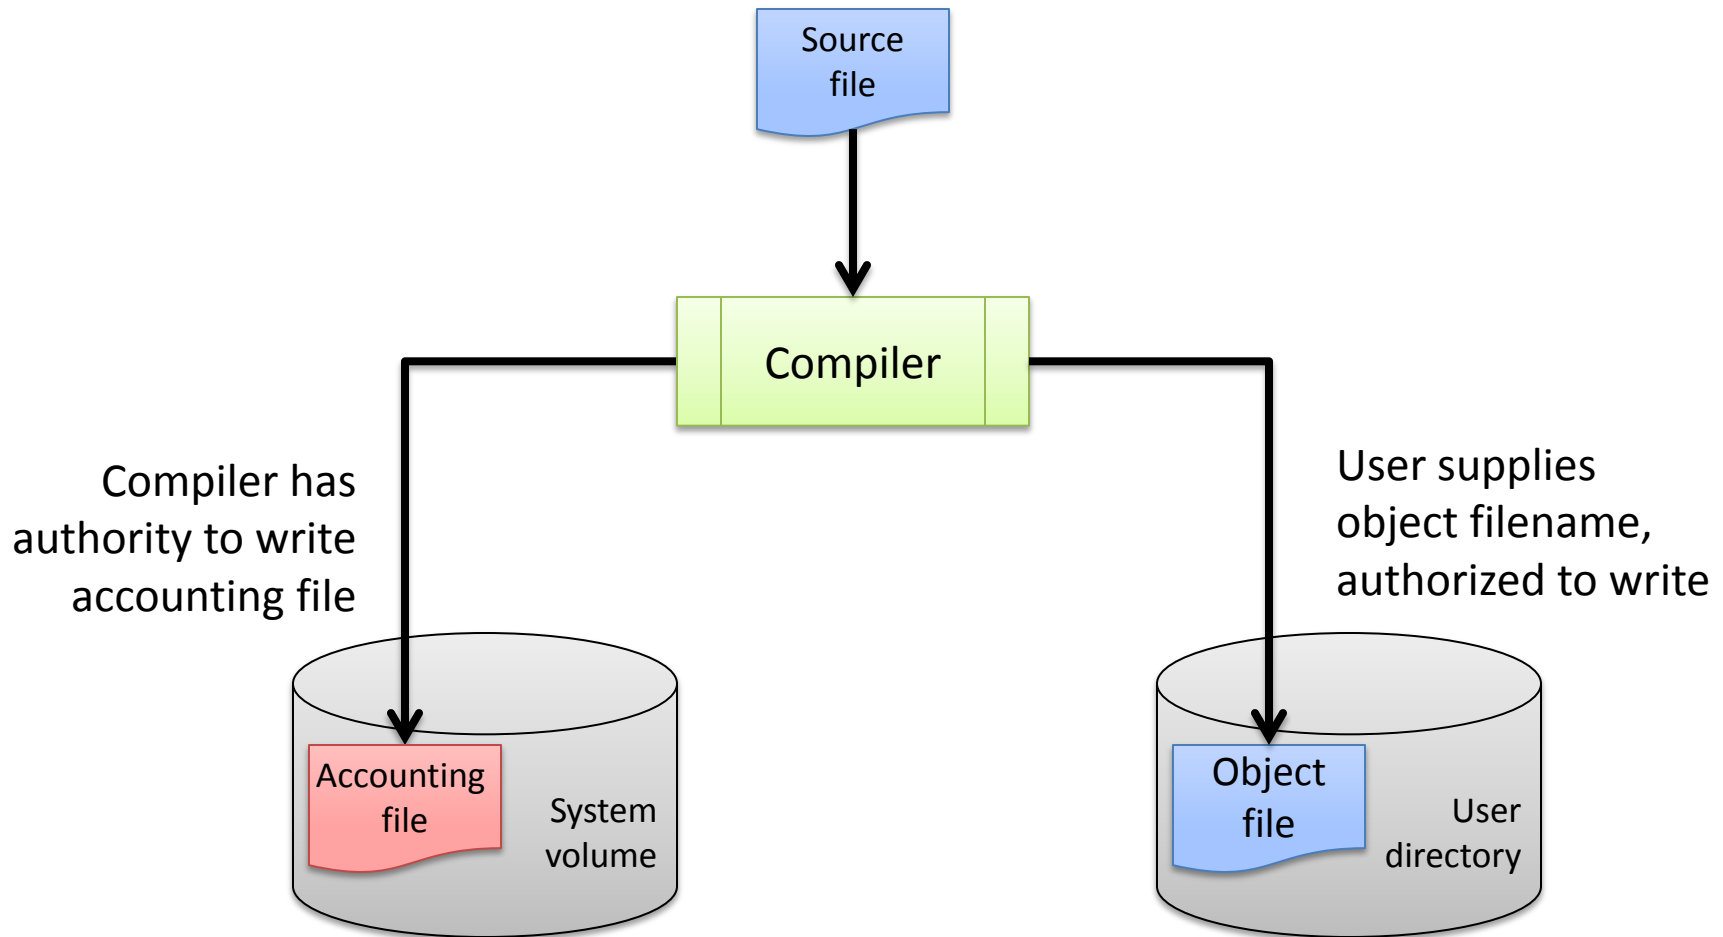 Source
file
Compiler
Compiler has
authority to write
accounting file
User supplies
object filename,
authorized to write
Accounting
file
System
volume
Object
file
User
directory